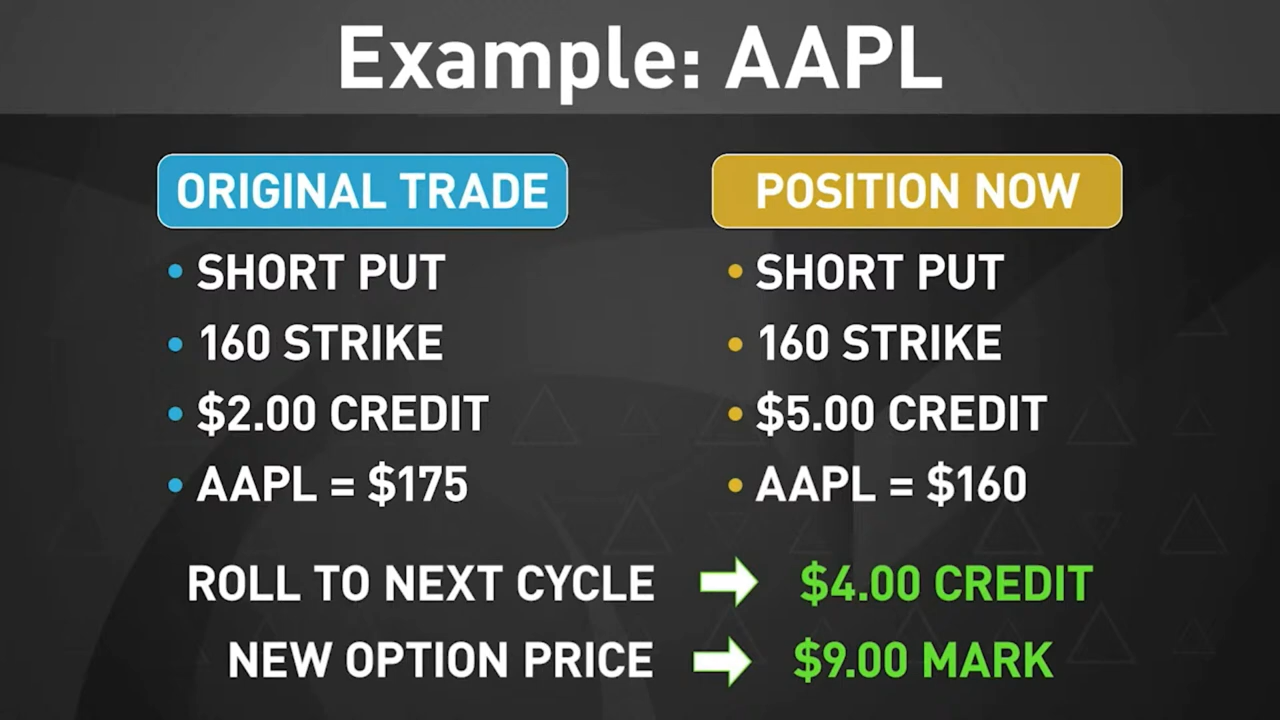 Example: AAPL
ORIGINAL TRADE
• SHORT PUT
• 160 STRIKE
• $2.00 CREDIT
• AAPL = $175
POSITION NOW
• SHORT PUT
• 160 STRIKE
• $5.00 CREDIT
• AAPL = $160
ROLL TO NEXT CYCLE ➡ $4.00 CREDIT
NEW OPTION PRICE ➡ $9.00 MARK